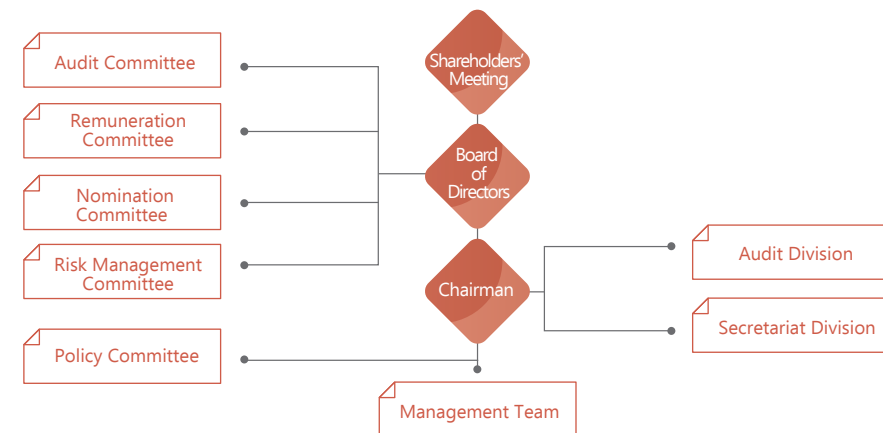 Shareholders'
Meeting
Audit Committee
Remuneration
Committee
Board
of
Directors
Nomination
Committee
Risk Management
Committee
Chairman
Audit Division
Secretariat Division
Policy Committee
Management Team